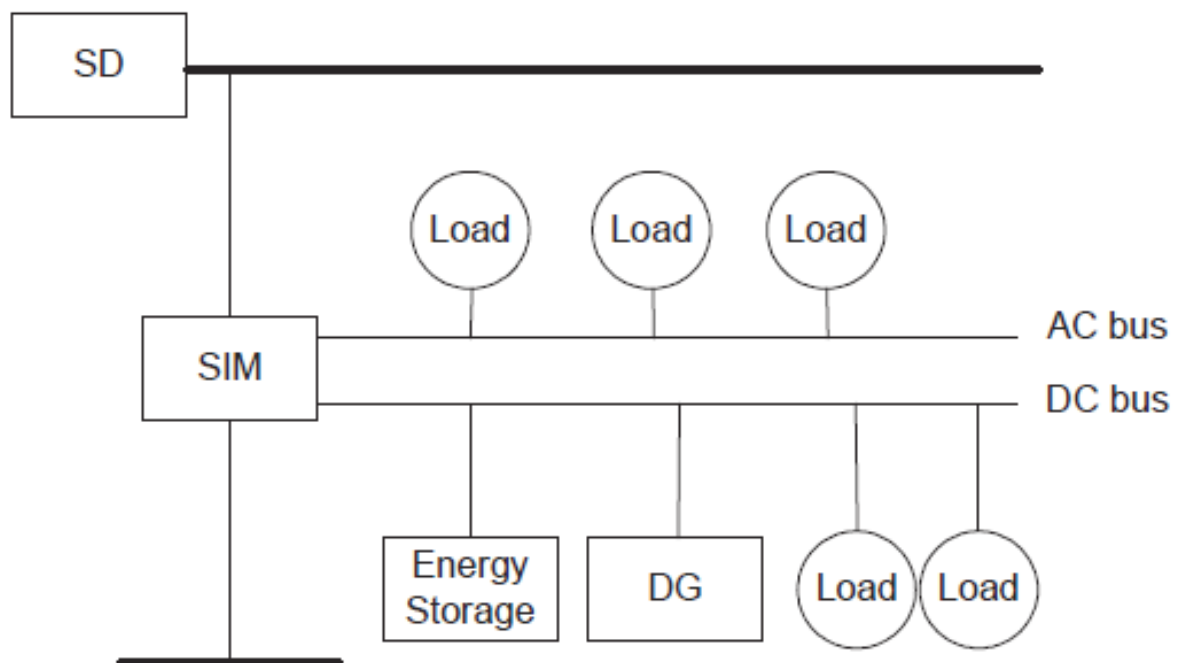 SD
Load
Load
Load
AC bus
SIM
DC bus
Energy
Storage
DG
Load
Load